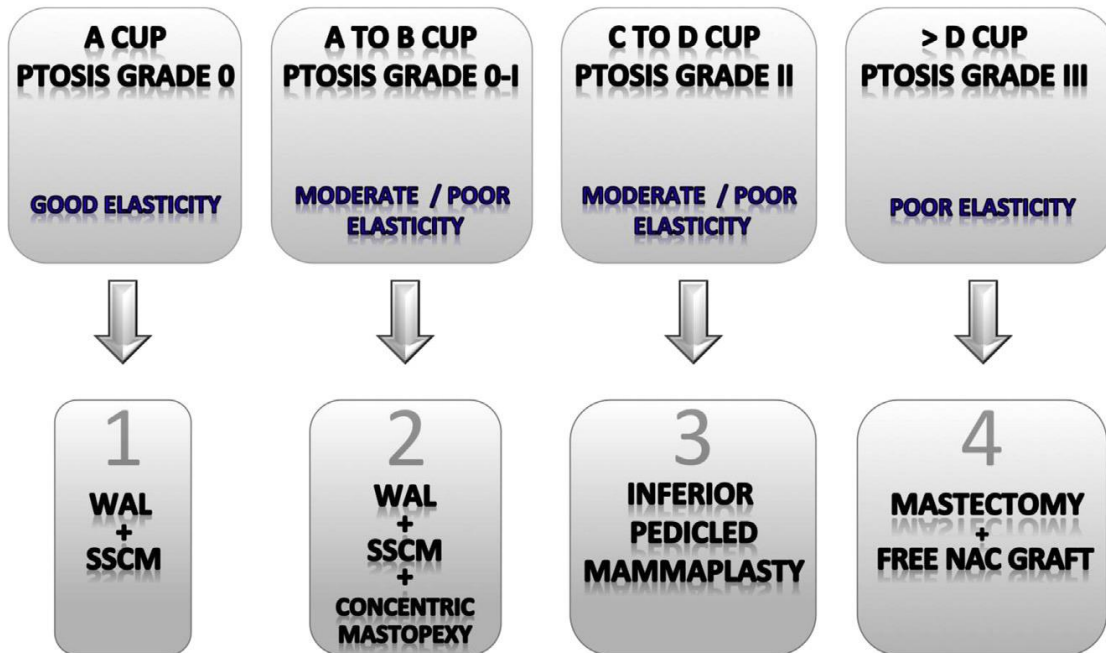 A CUP
PTOSIS GRADE 0
GOOD ELASTICITY
A TO B CUP
PTOSIS GRADE 0-I
MODERATE / POOR
ELASTICITY
C TO D CUP
PTOSIS GRADE II
MODERATE / POOR
ELASTICITY
> D CUP
PTOSIS GRADE III
POOR ELASTICITY
1
WAL
+
SSCM
2
WAL
+
SSCM
+
CONCENTRIC
MASTOPEXY
3
INFERIOR
PEDICLED
MAMMAPLASTY
4
MASTECTOMY
+
FREE NAC GRAFT